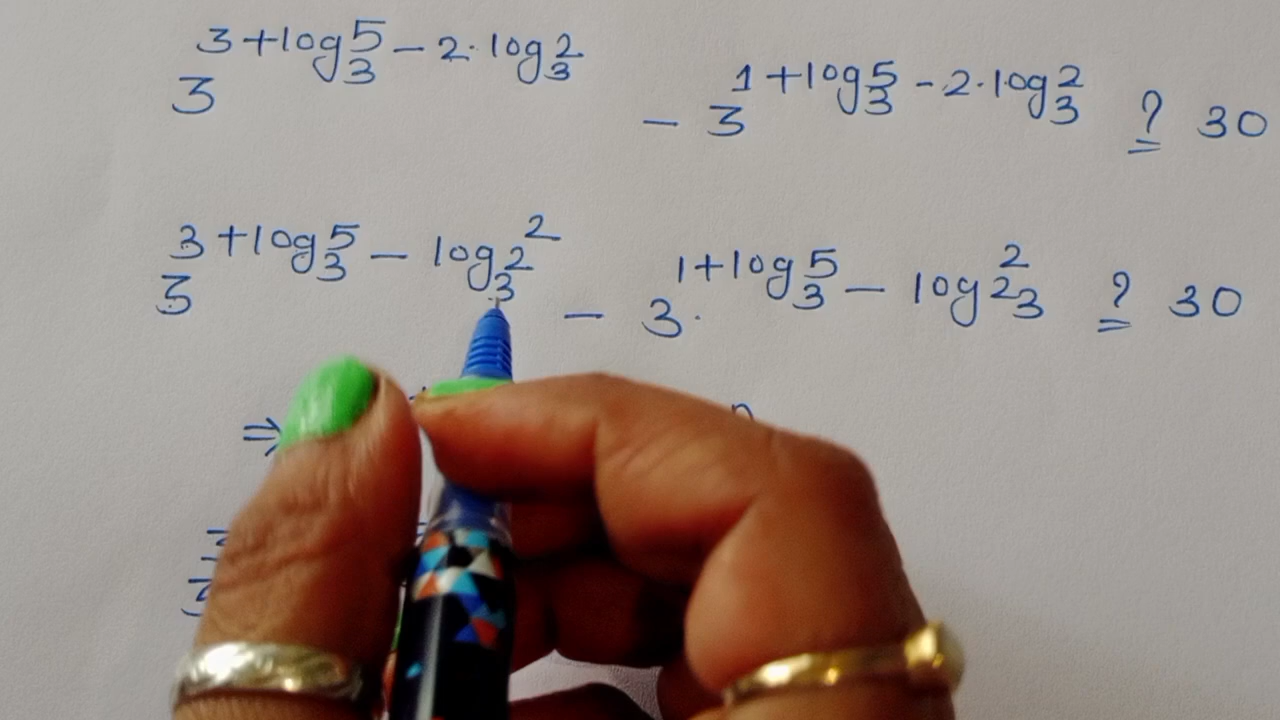 3^{3+log_3 5 - 2·log_3 2} - 3^{1+log_3 5 - 2·log_3 2} ? 30
3^{3+log_3 5 - log_3 2^2} - 3·^{1+log_3 5 - log_3 2^2} ? 30
⇒